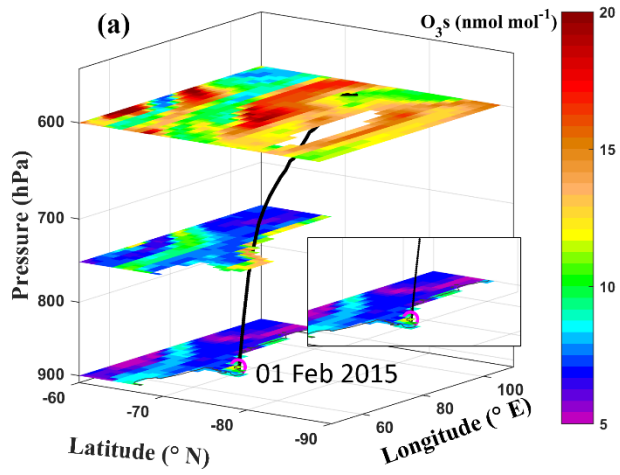 (a)
O₃s (nmol mol⁻¹)
20
15
10
5
Pressure (hPa)
600
700
800
900
-60
-70
-80
-90
Latitude (° N)
60
80
100
Longitude (° E)
01 Feb 2015